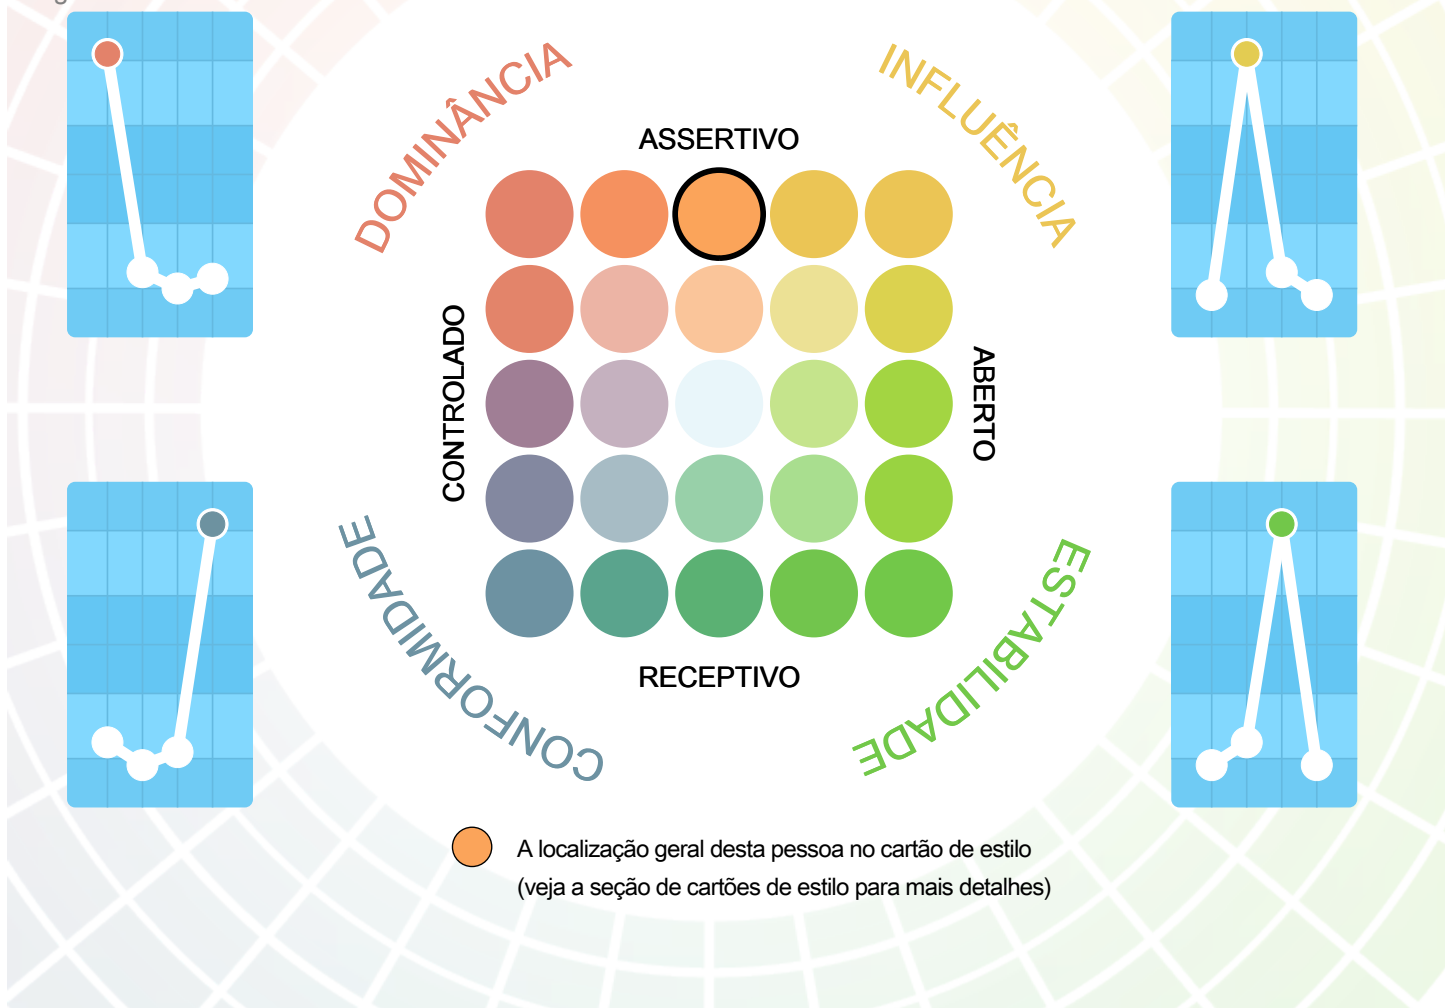 DOMINÂNCIA
INFLUÊNCIA
ASSERTIVO
CONTROLADO
ABERTO
CONFORMIDADE
ESTABILIDADE
RECEPTIVO
A localização geral desta pessoa no cartão de estilo
(veja a seção de cartões de estilo para mais detalhes)